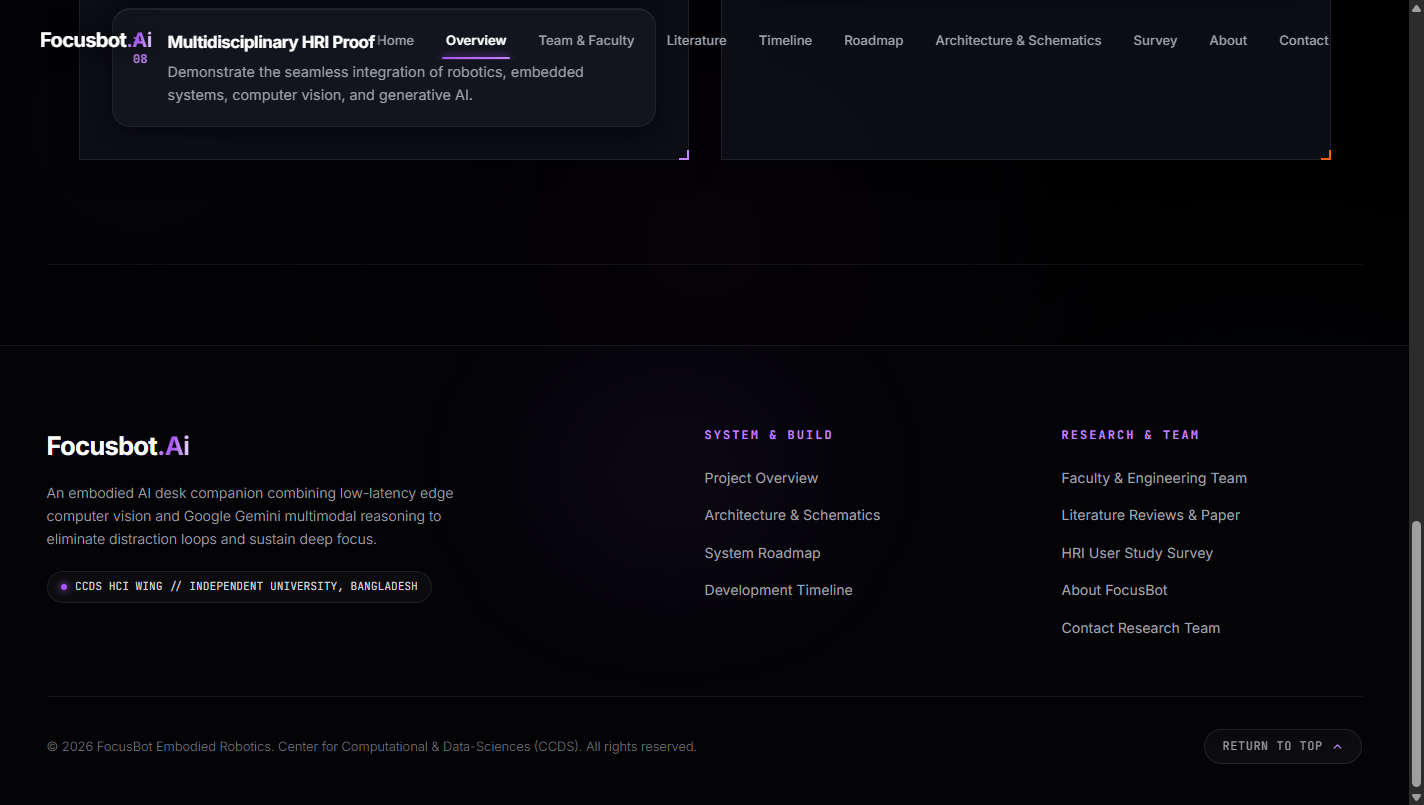 Focusbot.Ai
Home
Overview
Team & Faculty
Literature
Timeline
Roadmap
Architecture & Schematics
Survey
About
Contact
08
Multidisciplinary HRI Proof
Demonstrate the seamless integration of robotics, embedded
systems, computer vision, and generative AI.
Focusbot.Ai
An embodied AI desk companion combining low-latency edge
computer vision and Google Gemini multimodal reasoning to
eliminate distraction loops and sustain deep focus.
CCDS HCI WING // INDEPENDENT UNIVERSITY, BANGLADESH
SYSTEM & BUILD
Project Overview
Architecture & Schematics
System Roadmap
Development Timeline
RESEARCH & TEAM
Faculty & Engineering Team
Literature Reviews & Paper
HRI User Study Survey
About FocusBot
Contact Research Team
© 2026 FocusBot Embodied Robotics. Center for Computational & Data-Sciences (CCDS). All rights reserved.
RETURN TO TOP